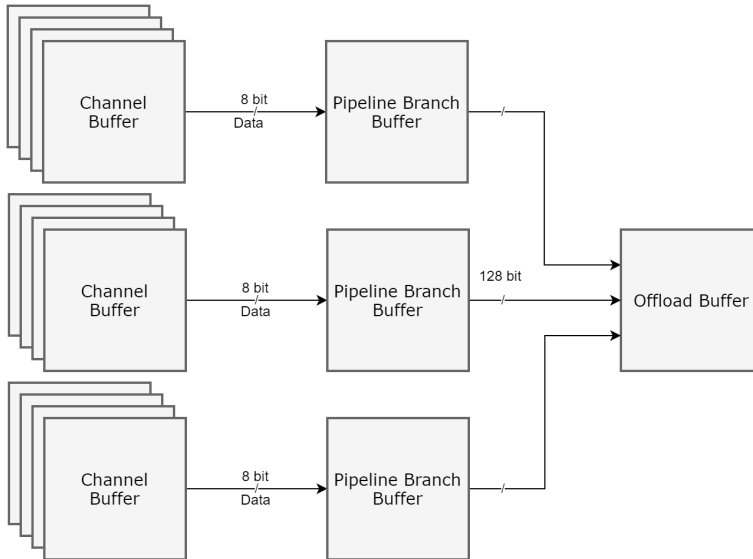 Channel
Buffer
8 bit
Data
Pipeline Branch
Buffer
Channel
Buffer
8 bit
Data
Pipeline Branch
Buffer
128 bit
Offload Buffer
Channel
Buffer
8 bit
Data
Pipeline Branch
Buffer